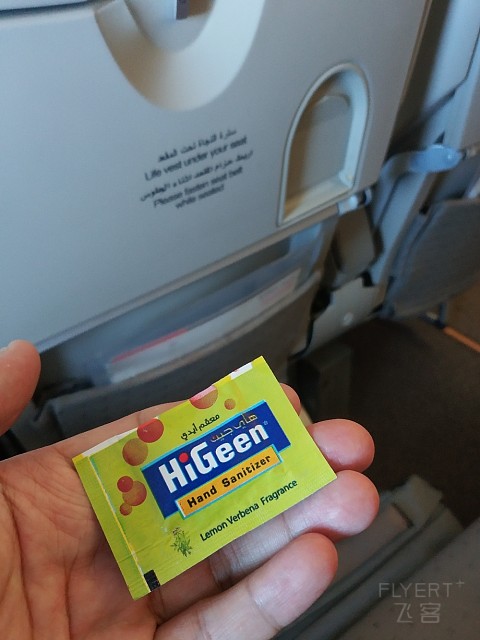 سترة النجاة تحت المقعد
Life vest under your seat
اربط حزام المقعد اثناء الجلوس
Please fasten seat belt
while seated
معقم أيدي
هاي جين
HiGeen
Hand Sanitizer
Lemon Verbena Fragrance
FLYERT+
飞客